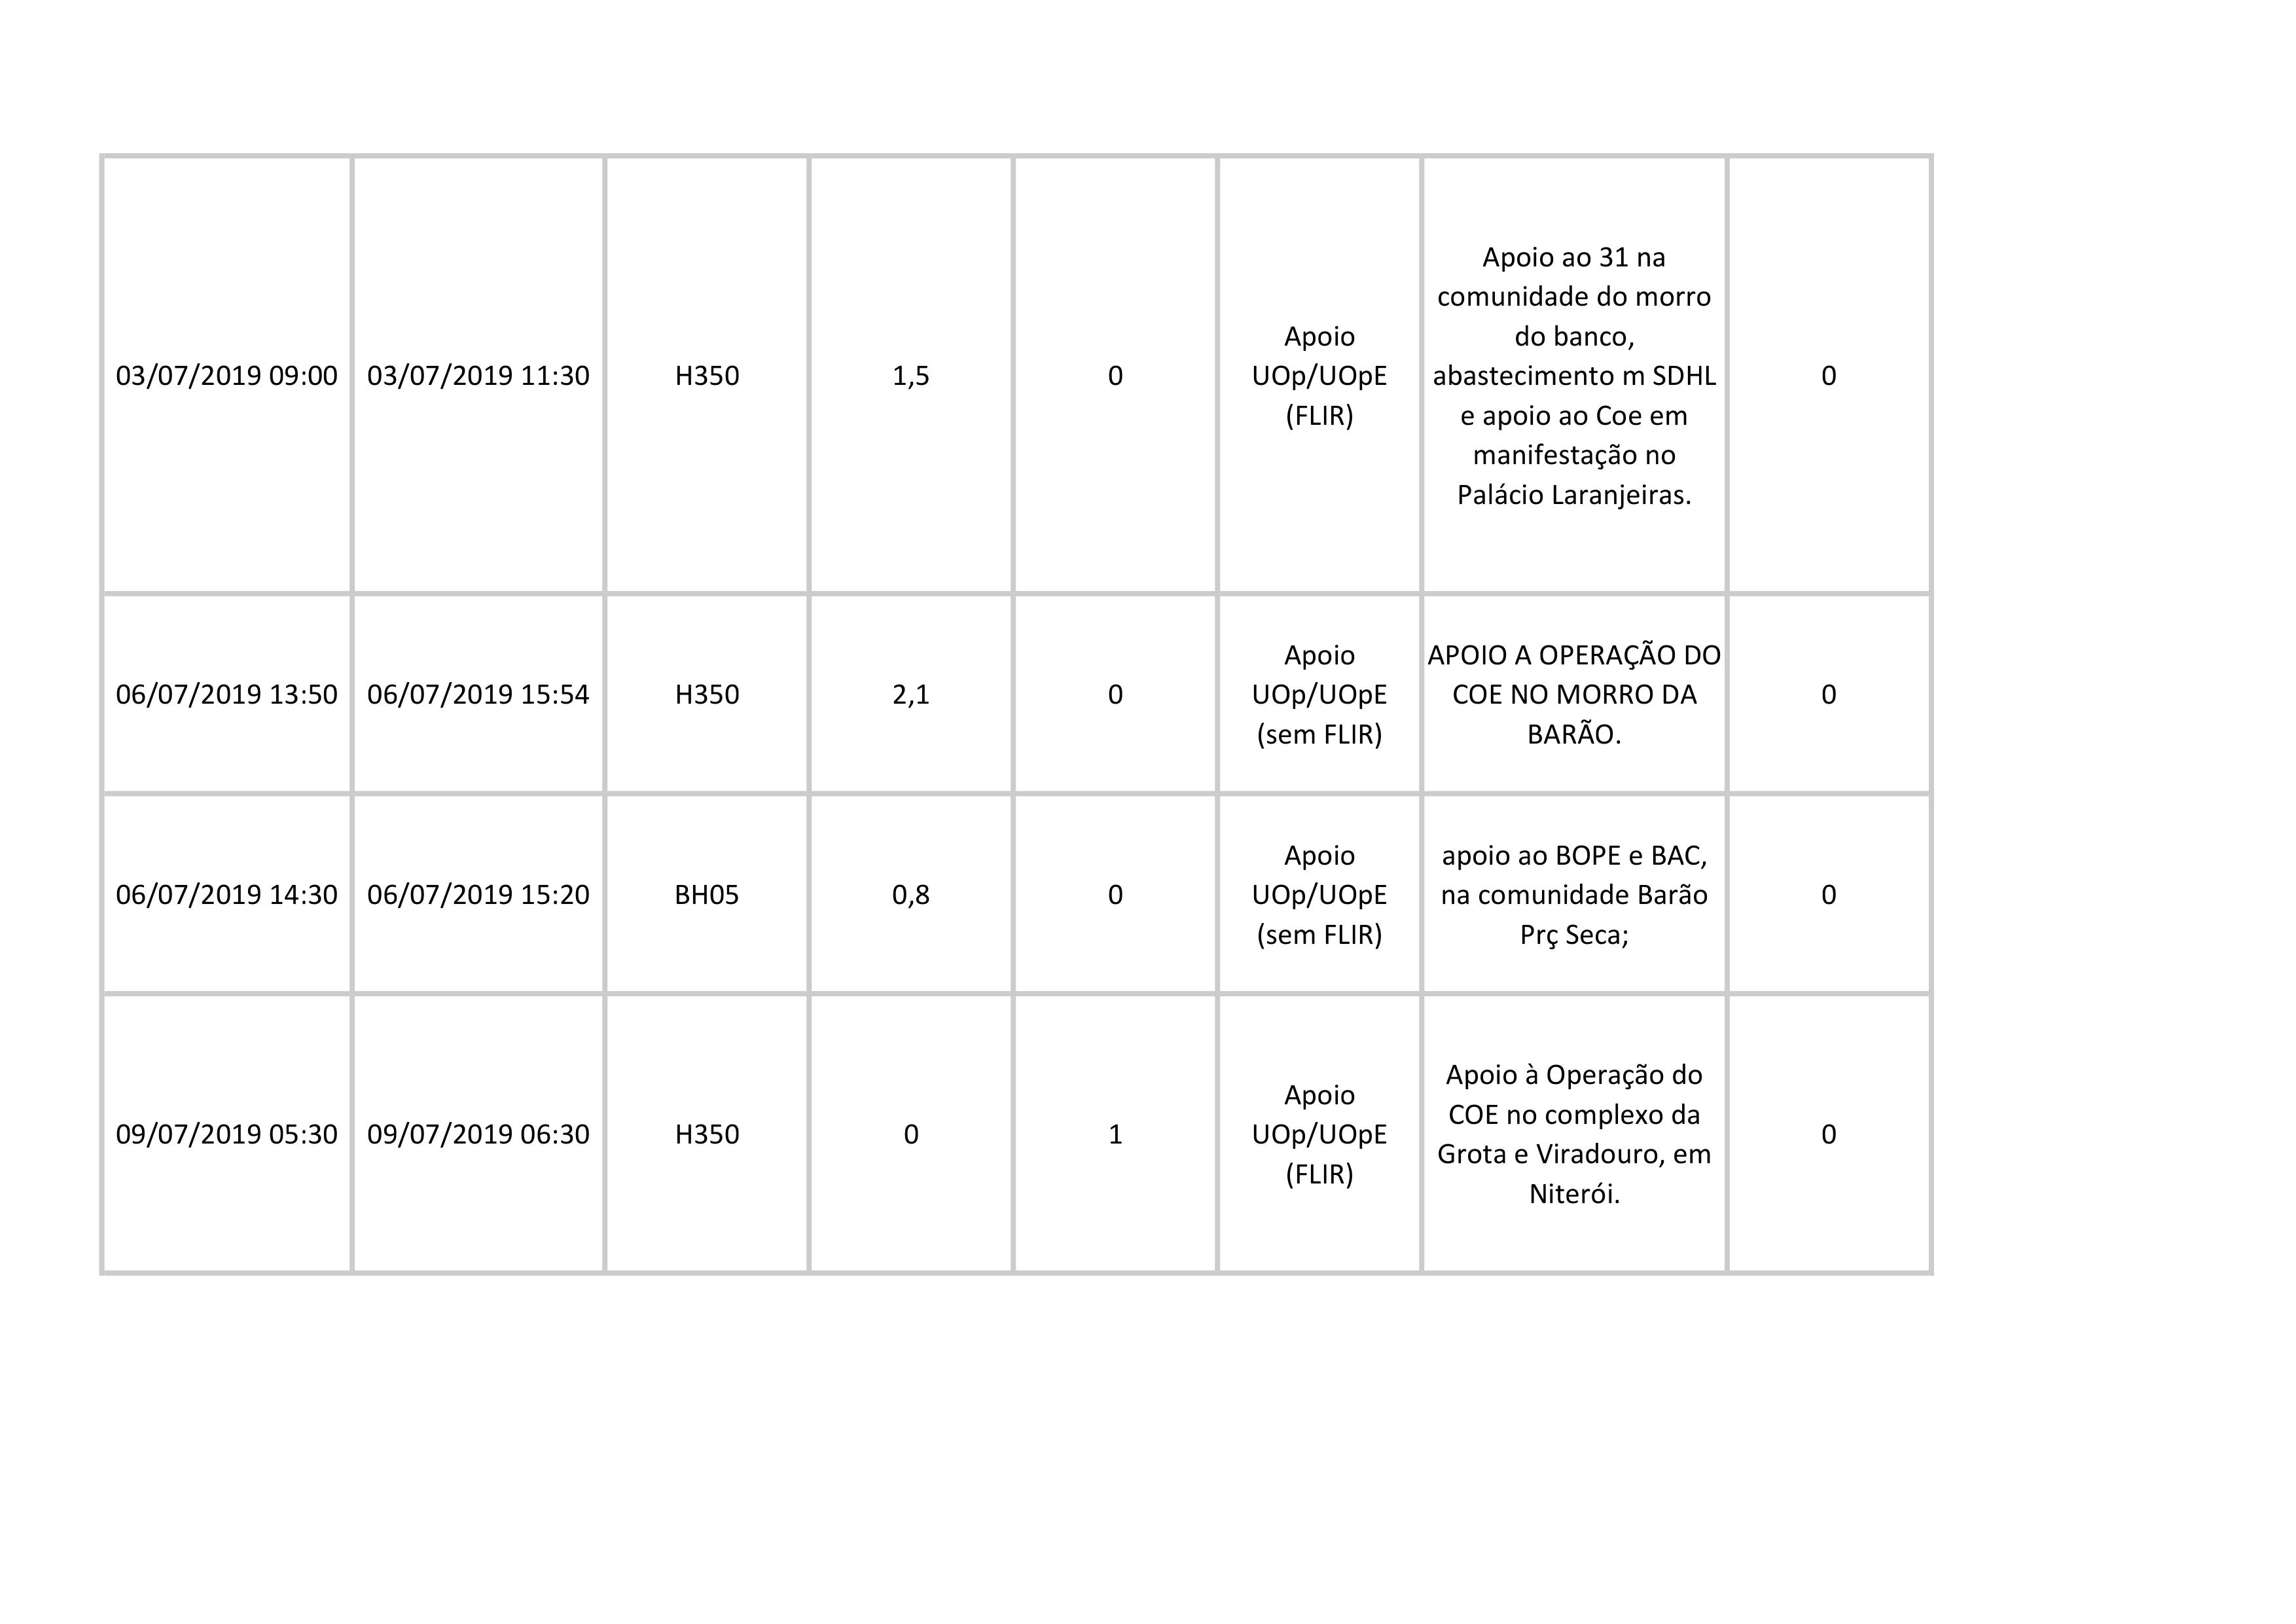 03/07/2019 09:00 03/07/2019 11:30 H350 1,5 0 Apoio
UOp/UOpE
(FLIR) Apoio ao 31 na
comunidade do morro
do banco,
abastecimento m SDHL
e apoio ao Coe em
manifestação no
Palácio Laranjeiras. 0
06/07/2019 13:50 06/07/2019 15:54 H350 2,1 0 Apoio
UOp/UOpE
(sem FLIR) APOIO A OPERAÇÃO DO
COE NO MORRO DA
BARÃO. 0
06/07/2019 14:30 06/07/2019 15:20 BH05 0,8 0 Apoio
UOp/UOpE
(sem FLIR) apoio ao BOPE e BAC,
na comunidade Barão
Prç Seca; 0
09/07/2019 05:30 09/07/2019 06:30 H350 0 1 Apoio
UOp/UOpE
(FLIR) Apoio à Operação do
COE no complexo da
Grota e Viradouro, em
Niterói. 0